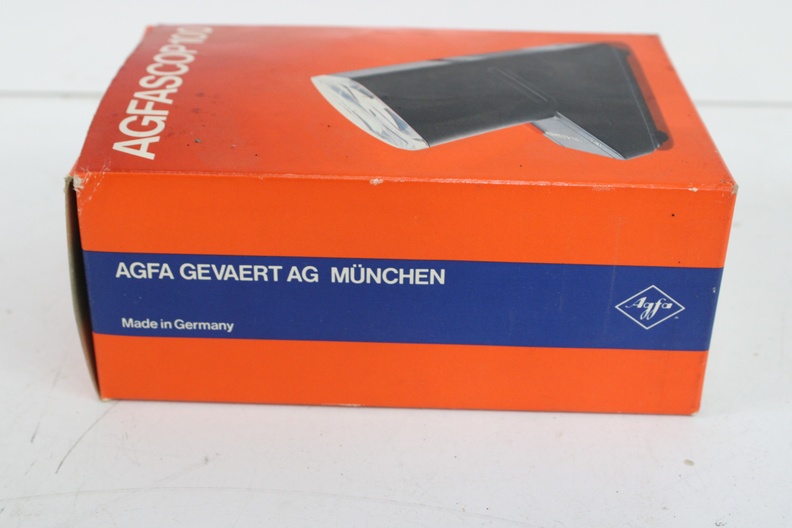 AGFASCOP 100
AGFA GEVAERT AG MÜNCHEN
Made in Germany
Agfa